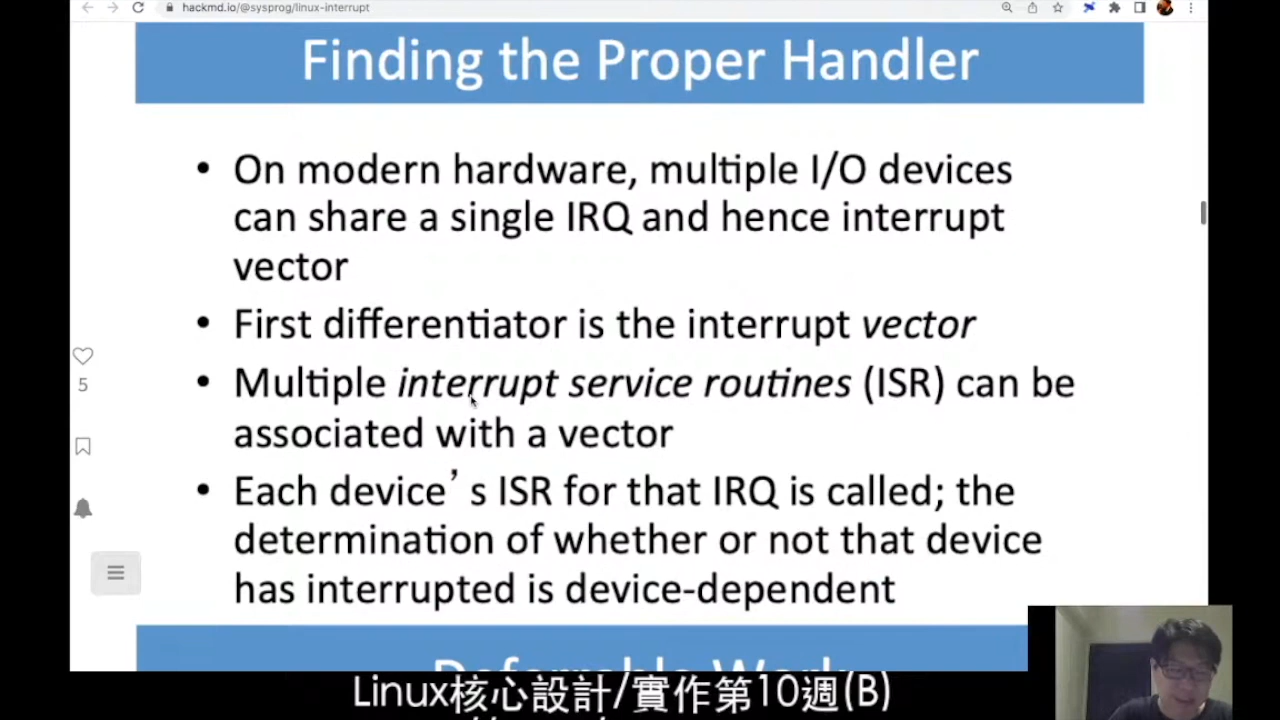 hackmd.io/@sysprog/linux-interrupt
Finding the Proper Handler
• On modern hardware, multiple I/O devices
can share a single IRQ and hence interrupt
vector
• First differentiator is the interrupt vector
• Multiple interrupt service routines (ISR) can be
associated with a vector
• Each device’s ISR for that IRQ is called; the
determination of whether or not that device
has interrupted is device-dependent
5
Deferrable Work
Linux核心設計/實作第10週(B)